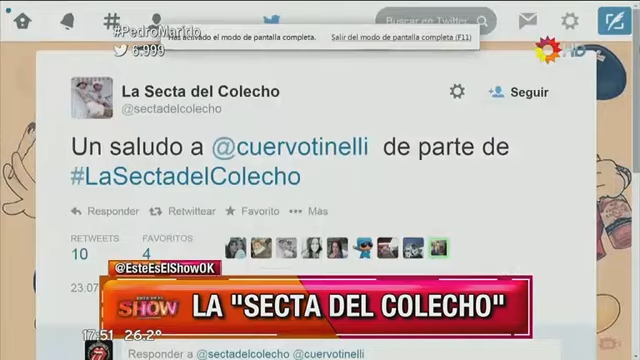 #PedroMarido
6.999
Buscar en Twitter
Has activado el modo de pantalla completa.
Salir del modo de pantalla completa (F11)
HD
La Secta del Colecho
@sectadelcolecho
Seguir
Un saludo a @cuervotinelli de parte de
#LaSectadelColecho
Responder
Retwittear
Favorito
Más
RETWEETS
FAVORITOS
10
4
@EsteEsElShowOK
23:07
ESTE ES EL
SHOW
LA "SECTA DEL COLECHO"
17:51 26.2°
Responder a @sectadelcolecho @cuervotinelli